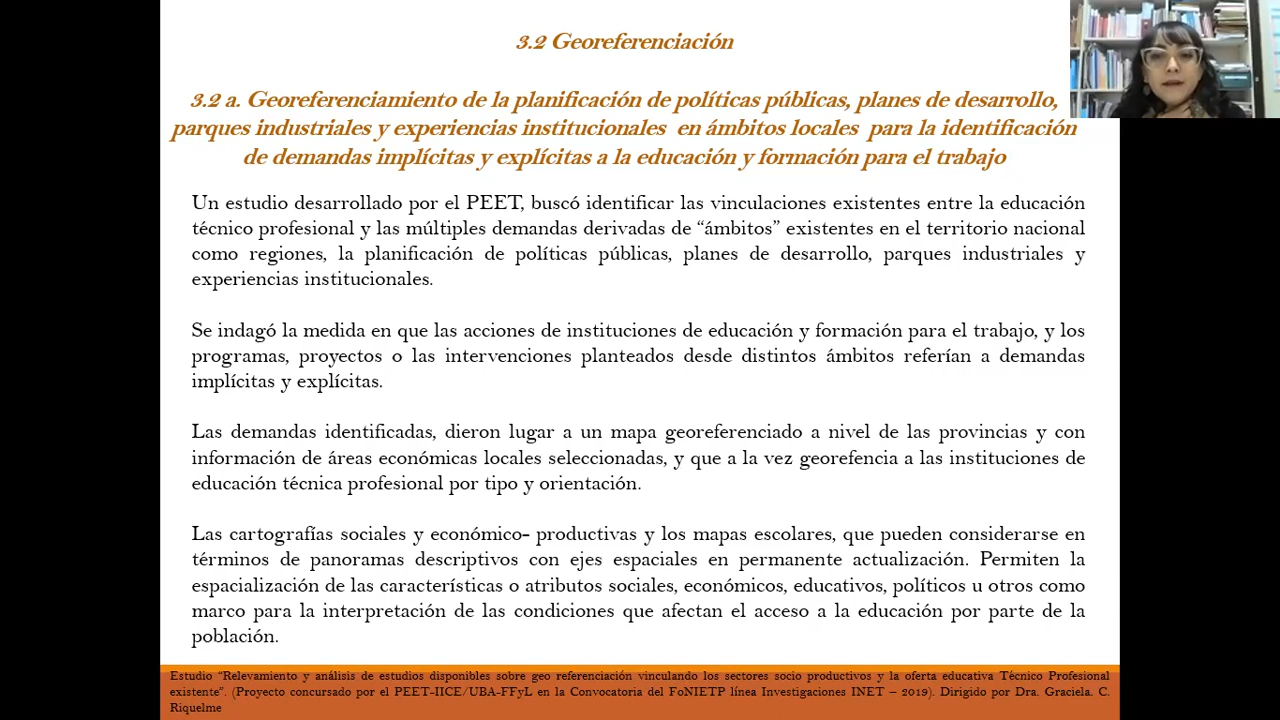 3.2 Georeferenciación
3.2 a. Georeferenciamiento de la planificación de políticas públicas, planes de desarrollo,
parques industriales y experiencias institucionales en ámbitos locales para la identificación
de demandas implícitas y explícitas a la educación y formación para el trabajo
Un estudio desarrollado por el PEET, buscó identificar las vinculaciones existentes entre la educación
técnico profesional y las múltiples demandas derivadas de “ámbitos” existentes en el territorio nacional
como regiones, la planificación de políticas públicas, planes de desarrollo, parques industriales y
experiencias institucionales.
Se indagó la medida en que las acciones de instituciones de educación y formación para el trabajo, y los
programas, proyectos o las intervenciones planteados desde distintos ámbitos referían a demandas
implícitas y explícitas.
Las demandas identificadas, dieron lugar a un mapa georeferenciado a nivel de las provincias y con
información de áreas económicas locales seleccionadas, y que a la vez georefencia a las instituciones de
educación técnica profesional por tipo y orientación.
Las cartografías sociales y económico- productivas y los mapas escolares, que pueden considerarse en
términos de panoramas descriptivos con ejes espaciales en permanente actualización. Permiten la
espacialización de las características o atributos sociales, económicos, educativos, políticos u otros como
marco para la interpretación de las condiciones que afectan el acceso a la educación por parte de la
población.
Estudio “Relevamiento y análisis de estudios disponibles sobre geo referenciación vinculando los sectores socio productivos y la oferta educativa Técnico Profesional
existente”. (Proyecto concursado por el PEET-IICE/UBA-FFyL en la Convocatoria del FoNIETP línea Investigaciones INET – 2019). Dirigido por Dra. Graciela. C.
Riquelme